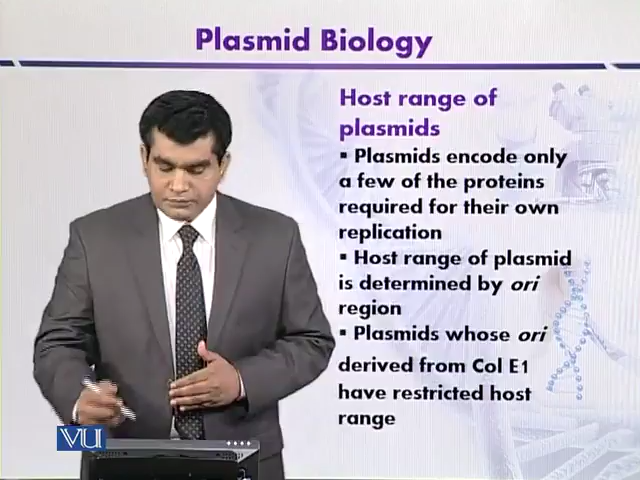 Plasmid Biology
Host range of
plasmids
▪ Plasmids encode only
a few of the proteins
required for their own
replication
▪ Host range of plasmid
is determined by ori
region
▪ Plasmids whose ori
derived from Col E1
have restricted host
range
VU